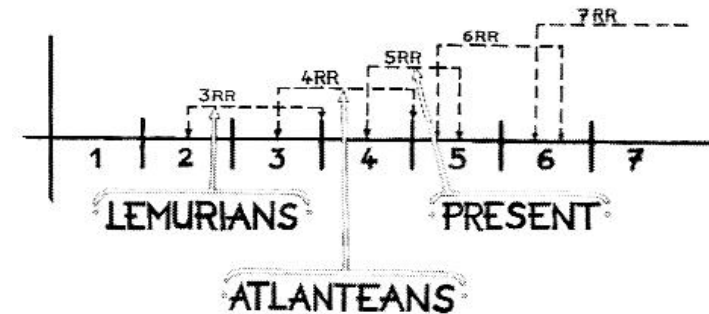 7RR
6RR
5RR
4RR
3RR
1 2 3 4 5 6 7
LEMURIANS PRESENT
ATLANTEANS